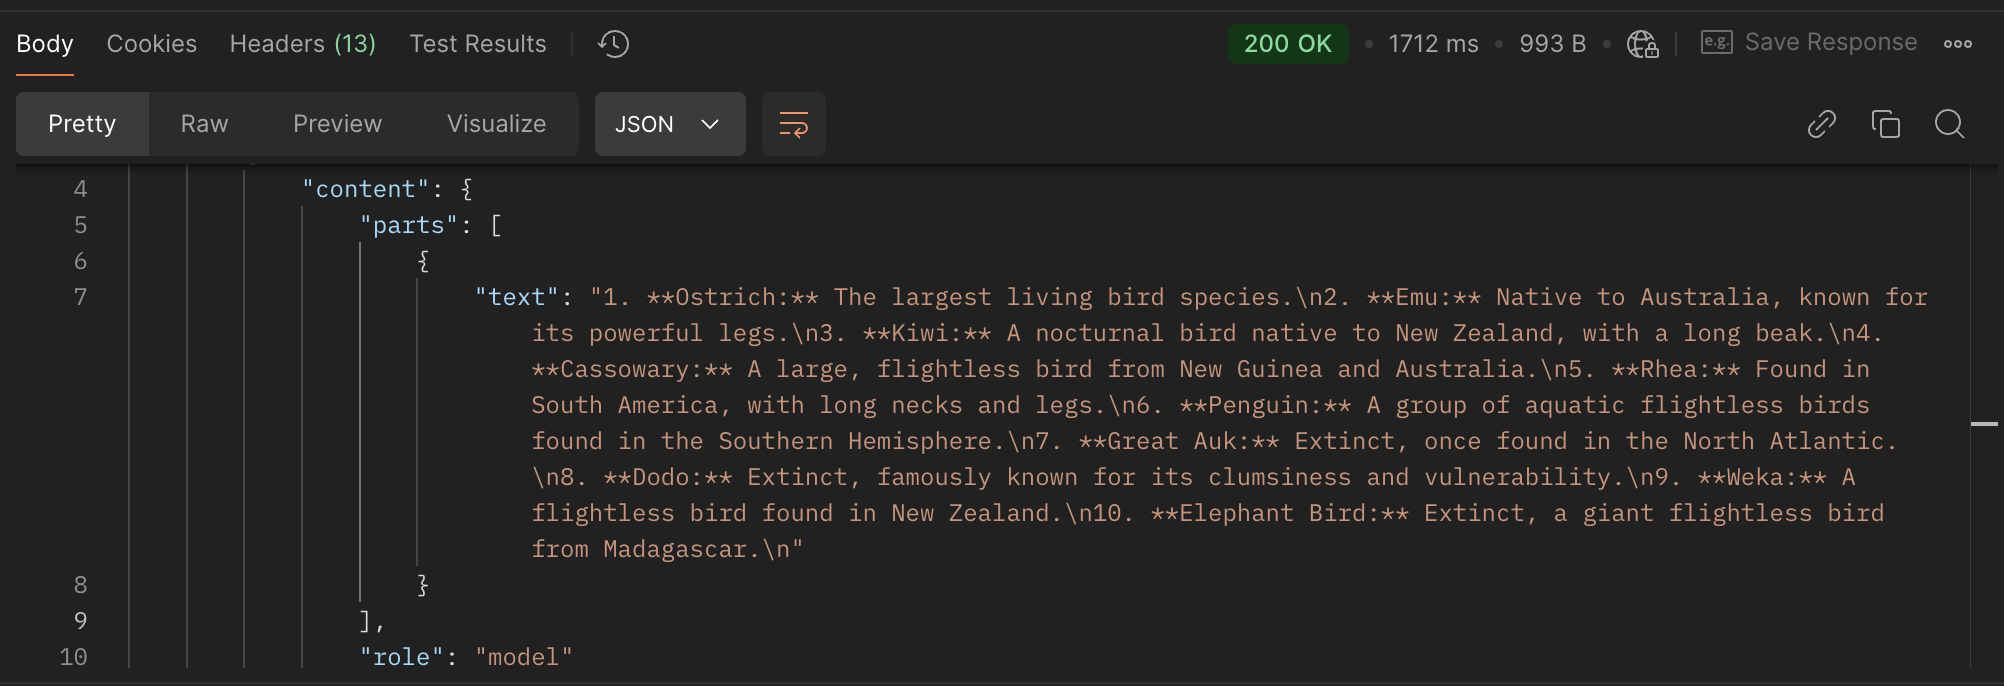 Body Cookies Headers (13) Test Results 200 OK • 1712 ms • 993 B • e.g. Save Response
Pretty Raw Preview Visualize JSON
4 "content": {
5 "parts": [
6 {
7 "text": "1. **Ostrich:** The largest living bird species.\n2. **Emu:** Native to Australia, known for
its powerful legs.\n3. **Kiwi:** A nocturnal bird native to New Zealand, with a long beak.\n4.
**Cassowary:** A large, flightless bird from New Guinea and Australia.\n5. **Rhea:** Found in
South America, with long necks and legs.\n6. **Penguin:** A group of aquatic flightless birds
found in the Southern Hemisphere.\n7. **Great Auk:** Extinct, once found in the North Atlantic.
\n8. **Dodo:** Extinct, famously known for its clumsiness and vulnerability.\n9. **Weka:** A
flightless bird found in New Zealand.\n10. **Elephant Bird:** Extinct, a giant flightless bird
from Madagascar.\n"
8 }
9 ],
10 "role": "model"